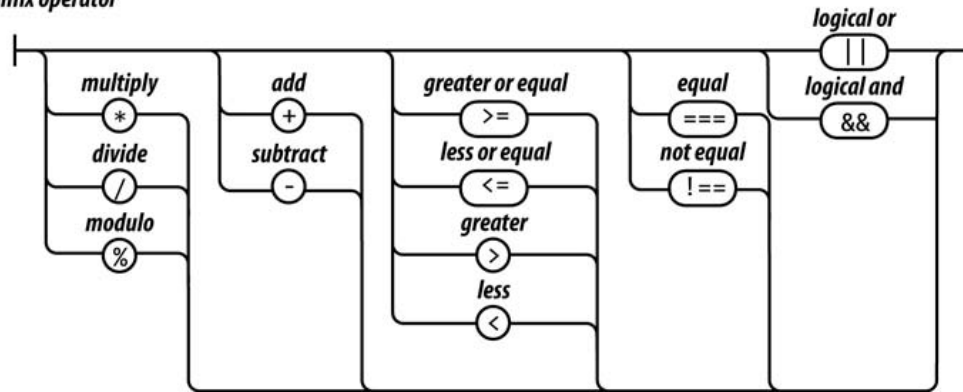 infix operator
logical or
||
multiply add greater or equal equal logical and
* + >= === &&
divide subtract less or equal not equal
/ - <= !==
modulo greater
% >
less
<